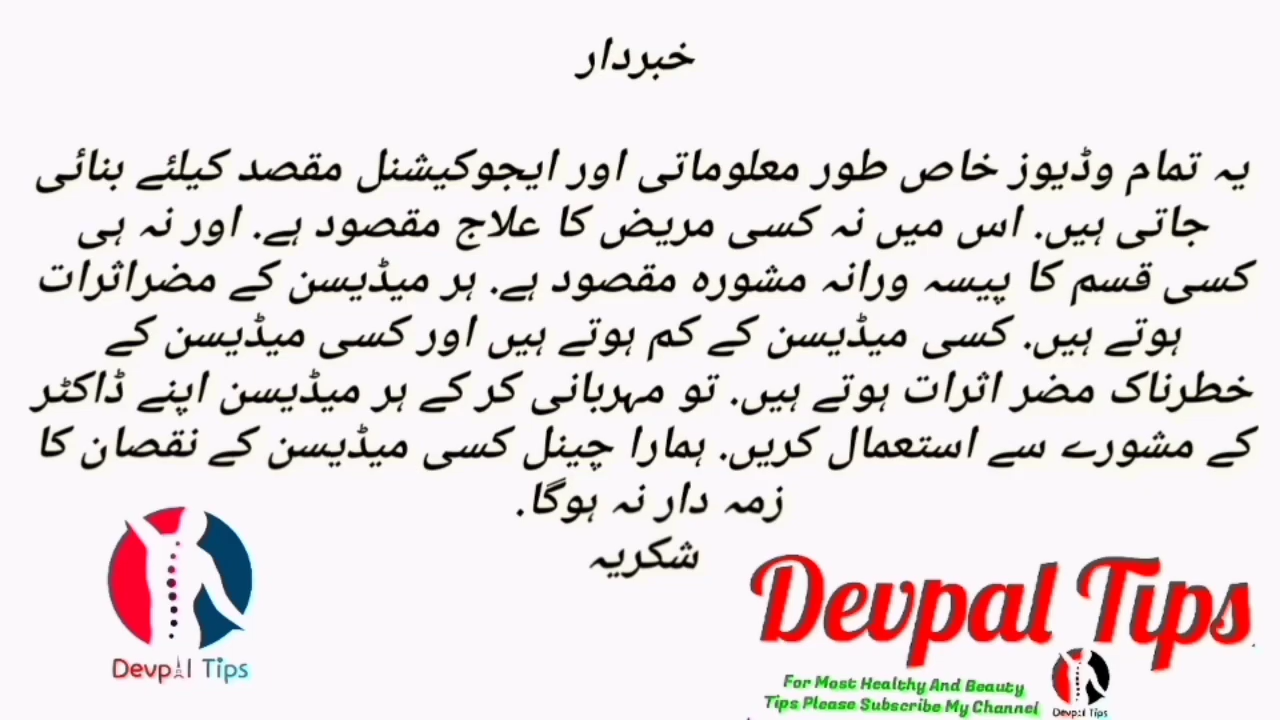 خبردار
یہ تمام وڈیوز خاص طور معلوماتی اور ایجوکیشنل مقصد کیلئے بنائی
جاتی ہیں. اس میں نہ کسی مریض کا علاج مقصود ہے. اور نہ ہی
کسی قسم کا پیسہ ورانہ مشورہ مقصود ہے. ہر میڈیسن کے مضراثرات
ہوتے ہیں. کسی میڈیسن کے کم ہوتے ہیں اور کسی میڈیسن کے
خطرناک مضر اثرات ہوتے ہیں. تو مہربانی کر کے ہر میڈیسن اپنے ڈاکٹر
کے مشورے سے استعمال کریں. ہمارا چینل کسی میڈیسن کے نقصان کا
زمہ دار نہ ہوگا.
شکریہ
Devpal Tips
Devpal Tips
For Most Healthy And Beauty
Tips Please Subscribe My Channel
Devpal Tips